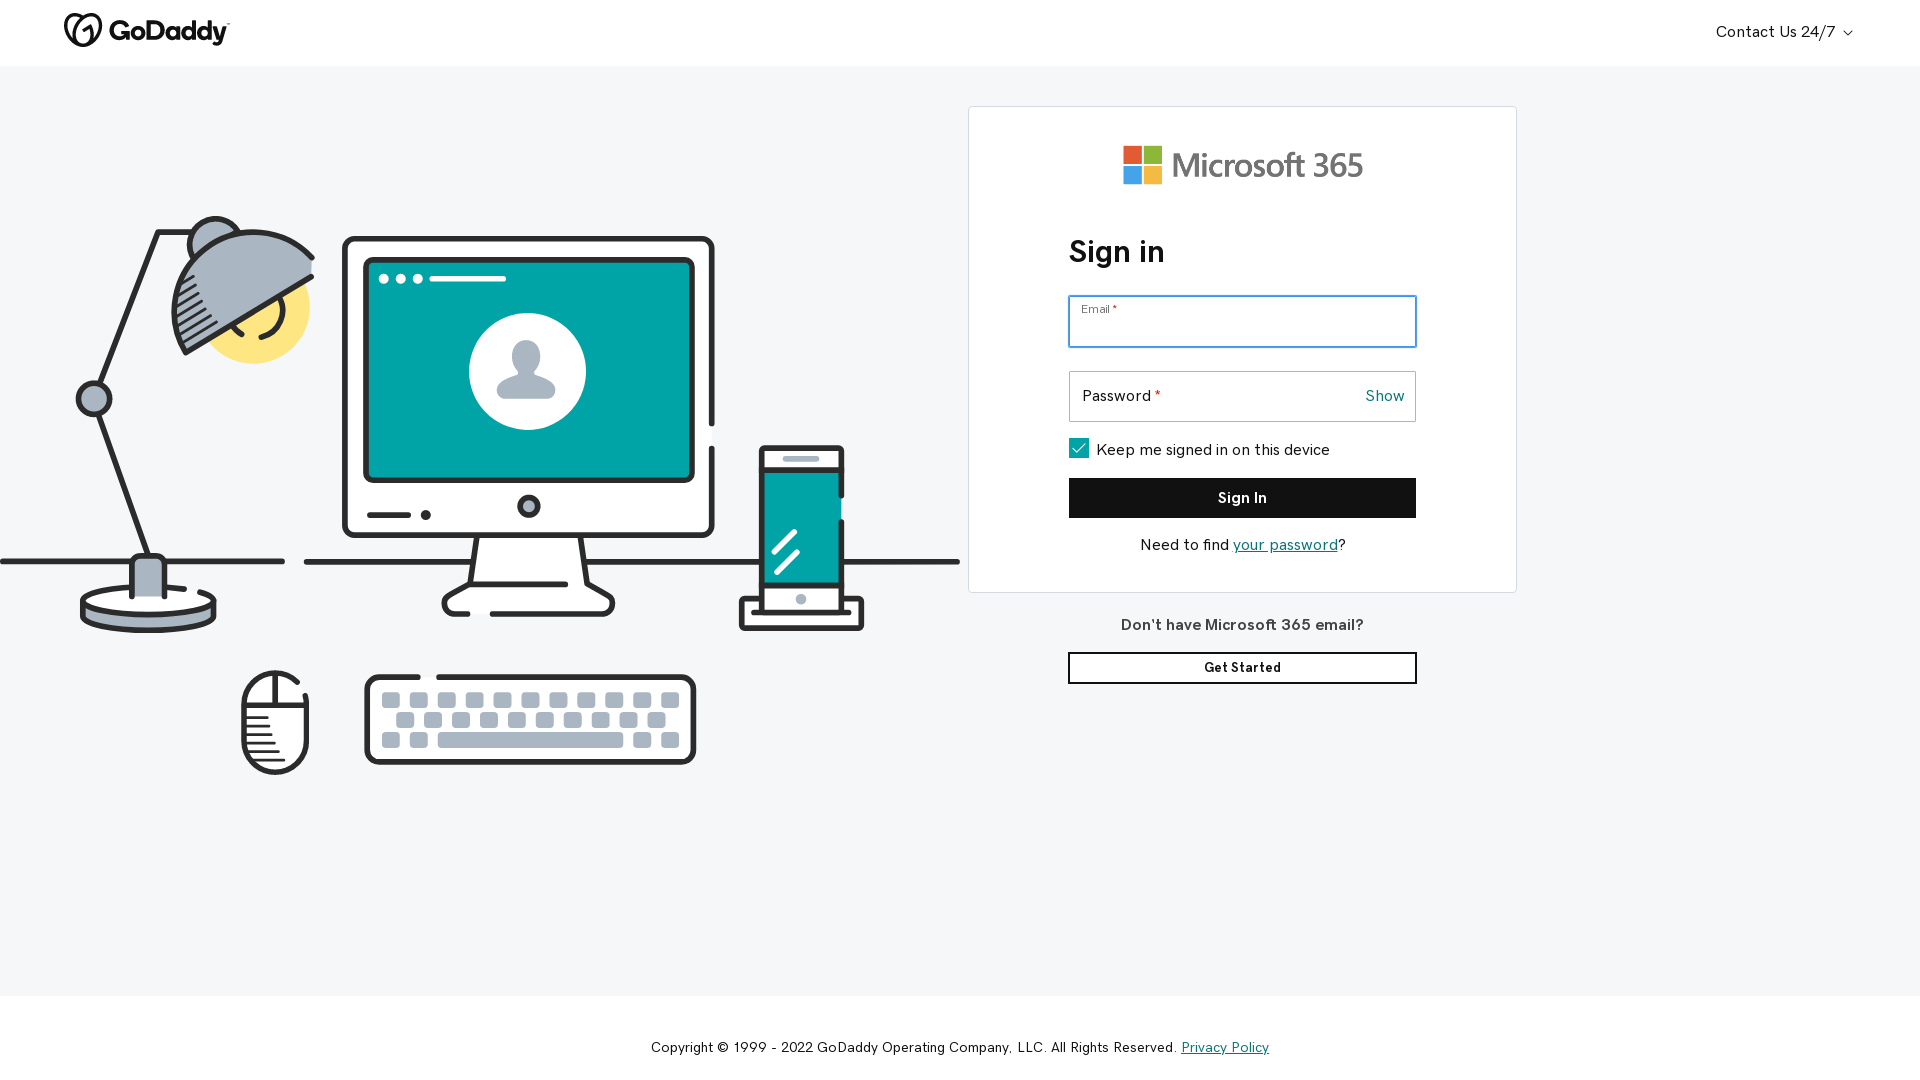 GoDaddy
Contact Us 24/7
Microsoft 365
Sign in
Email *
Password *
Show
Keep me signed in on this device
Sign In
Need to find your password?
Don't have Microsoft 365 email?
Get Started
Copyright © 1999 - 2022 GoDaddy Operating Company, LLC. All Rights Reserved. Privacy Policy